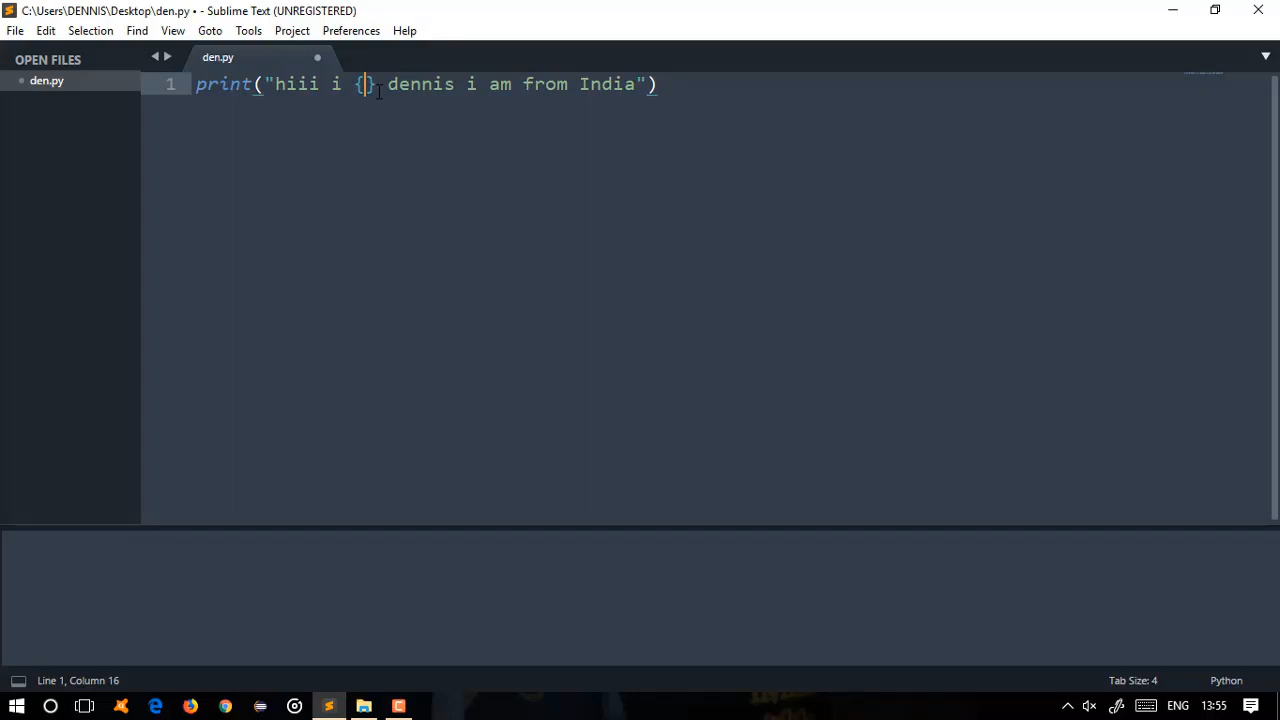 C:\Users\DENNIS\Desktop\den.py • - Sublime Text (UNREGISTERED)
File Edit Selection Find View Goto Tools Project Preferences Help
OPEN FILES
den.py
den.py
1 print("hiii i {} dennis i am from India")
Line 1, Column 16
Tab Size: 4
Python
ENG 13:55